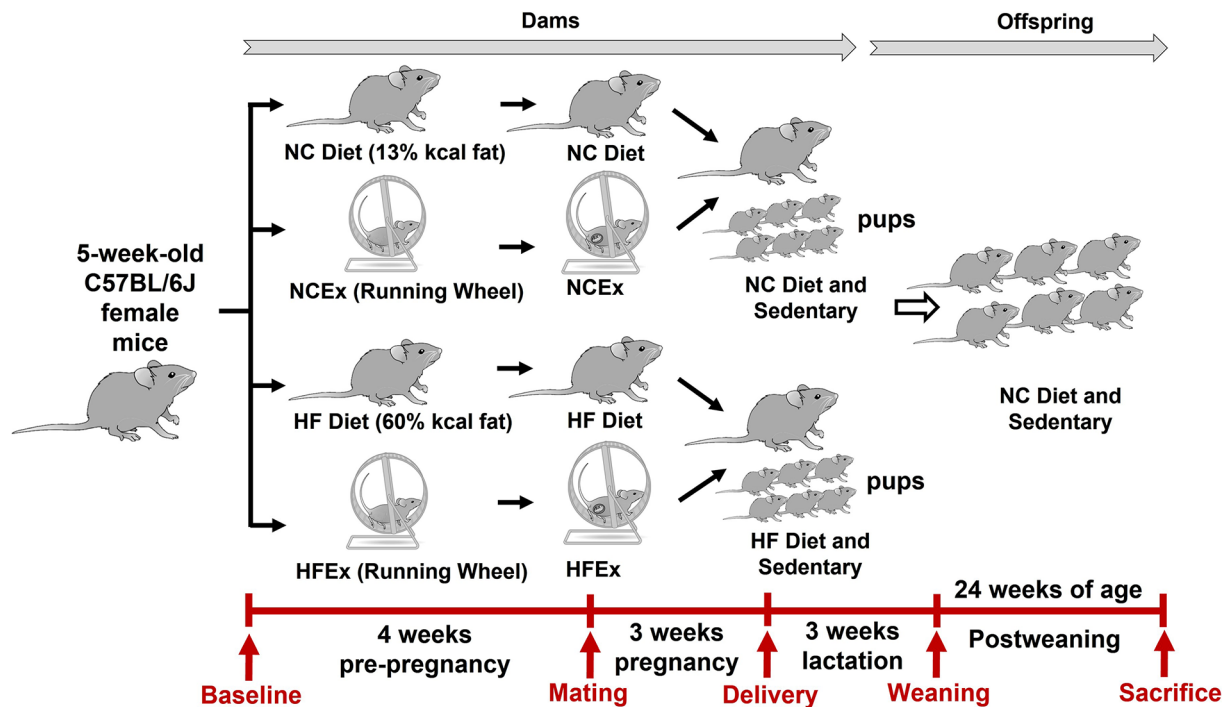 Dams
Offspring
NC Diet (13% kcal fat)
NC Diet
pups
5-week-old
C57BL/6J
female
mice
NCEx (Running Wheel)
NCEx
NC Diet and
Sedentary
HF Diet (60% kcal fat)
HF Diet
NC Diet and
Sedentary
pups
HFEx (Running Wheel)
HFEx
HF Diet and
Sedentary
24 weeks of age
4 weeks
pre-pregnancy
3 weeks
pregnancy
3 weeks
lactation
Postweaning
Baseline
Mating
Delivery
Weaning
Sacrifice